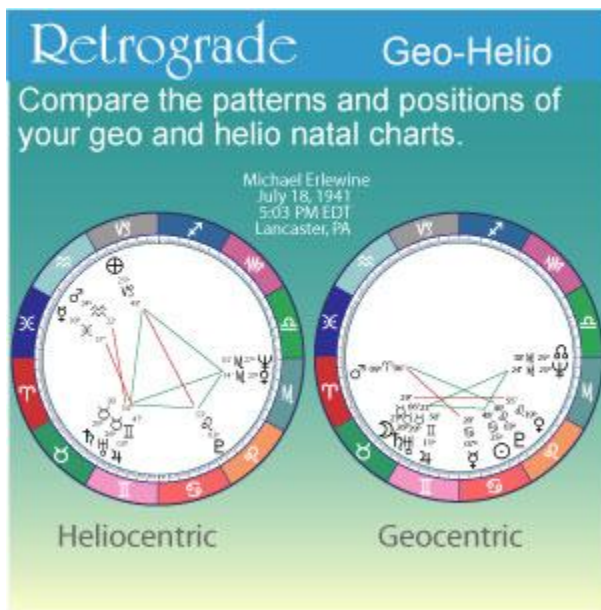 Retrograde Geo-Helio
Compare the patterns and positions of
your geo and helio natal charts.
Michael Erlewine
July 18, 1941
5:03 PM EDT
Lancaster, PA
Heliocentric
Geocentric